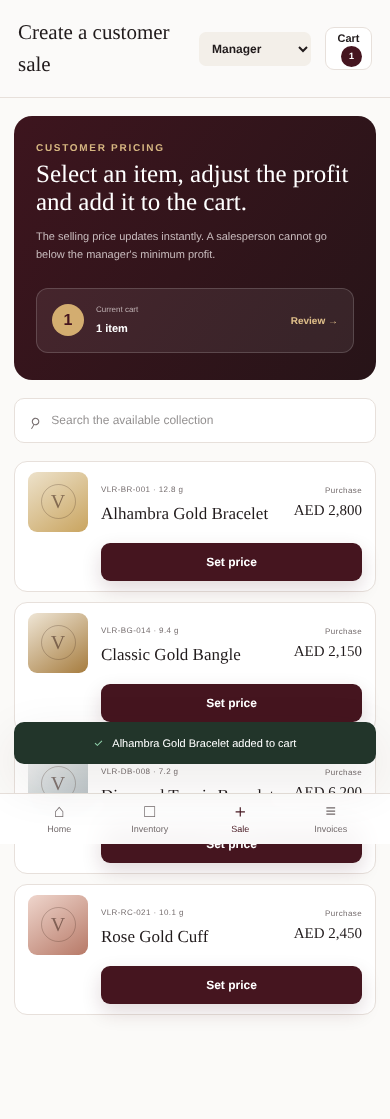 Create a customer sale
Manager
Cart
1
CUSTOMER PRICING
Select an item, adjust the profit
and add it to the cart.
The selling price updates instantly. A salesperson cannot go
below the manager's minimum profit.
1
Current cart
1 item
Review →
Search the available collection
V
VLR-BR-001 · 12.8 g
Alhambra Gold Bracelet
Purchase
AED 2,800
Set price
V
VLR-BG-014 · 9.4 g
Classic Gold Bangle
Purchase
AED 2,150
Set price
✓ Alhambra Gold Bracelet added to cart
V
VLR-DB-008 · 7.2 g
Purchase
AED 6,200
Home
Inventory
Sale
Invoices
Set price
V
VLR-RC-021 · 10.1 g
Rose Gold Cuff
Purchase
AED 2,450
Set price